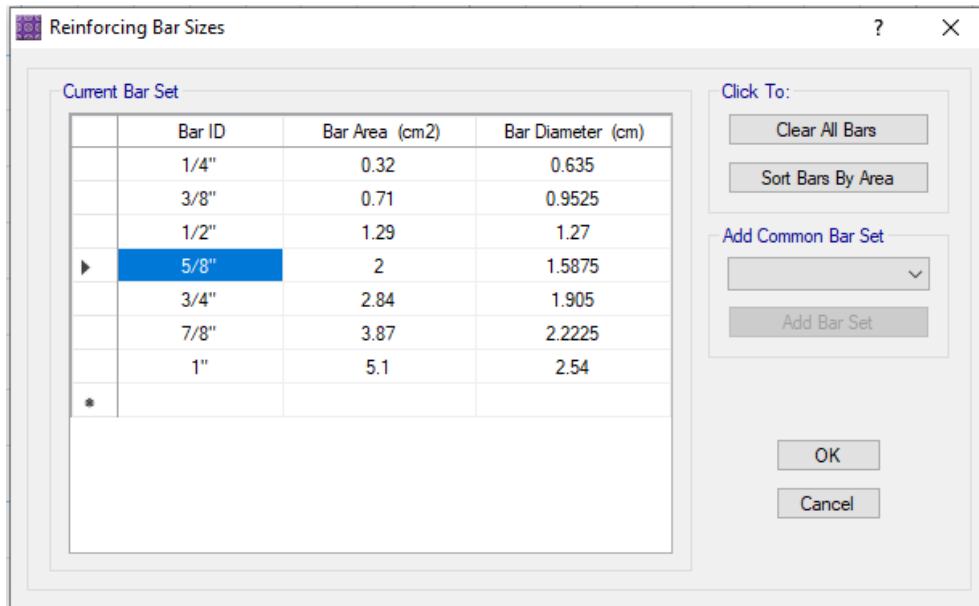 Reinforcing Bar Sizes ? ×
Current Bar Set
Bar ID Bar Area (cm2) Bar Diameter (cm)
1/4" 0.32 0.635
3/8" 0.71 0.9525
1/2" 1.29 1.27
5/8" 2 1.5875
3/4" 2.84 1.905
7/8" 3.87 2.2225
1" 5.1 2.54
*
Click To:
Clear All Bars
Sort Bars By Area
Add Common Bar Set
Add Bar Set
OK
Cancel